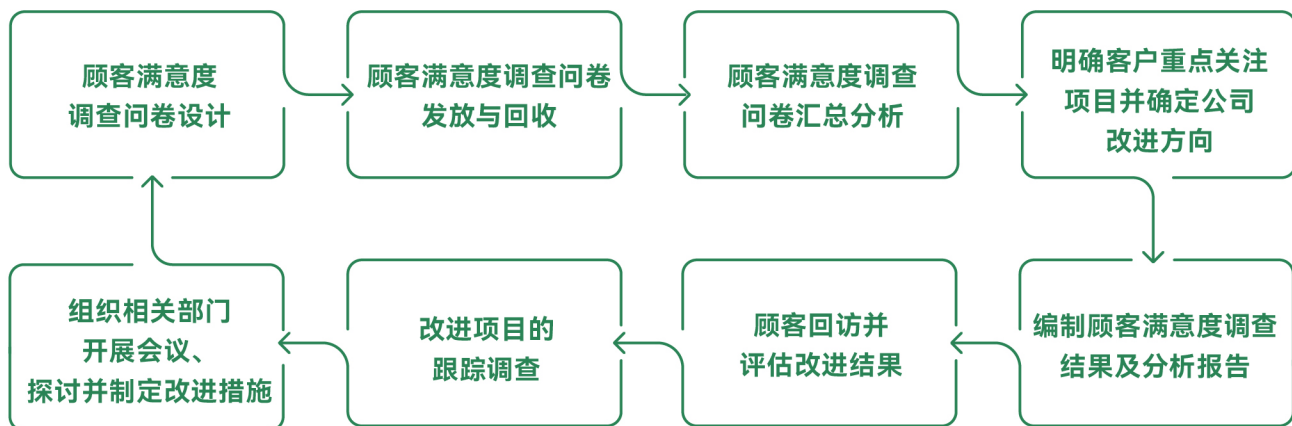 顾客满意度
调查问卷设计
顾客满意度调查问卷
发放与回收
顾客满意度调查
问卷汇总分析
明确客户重点关注
项目并确定公司
改进方向
编制顾客满意度调查
结果及分析报告
顾客回访并
评估改进结果
改进项目的
跟踪调查
组织相关部门
开展会议、
探讨并制定改进措施